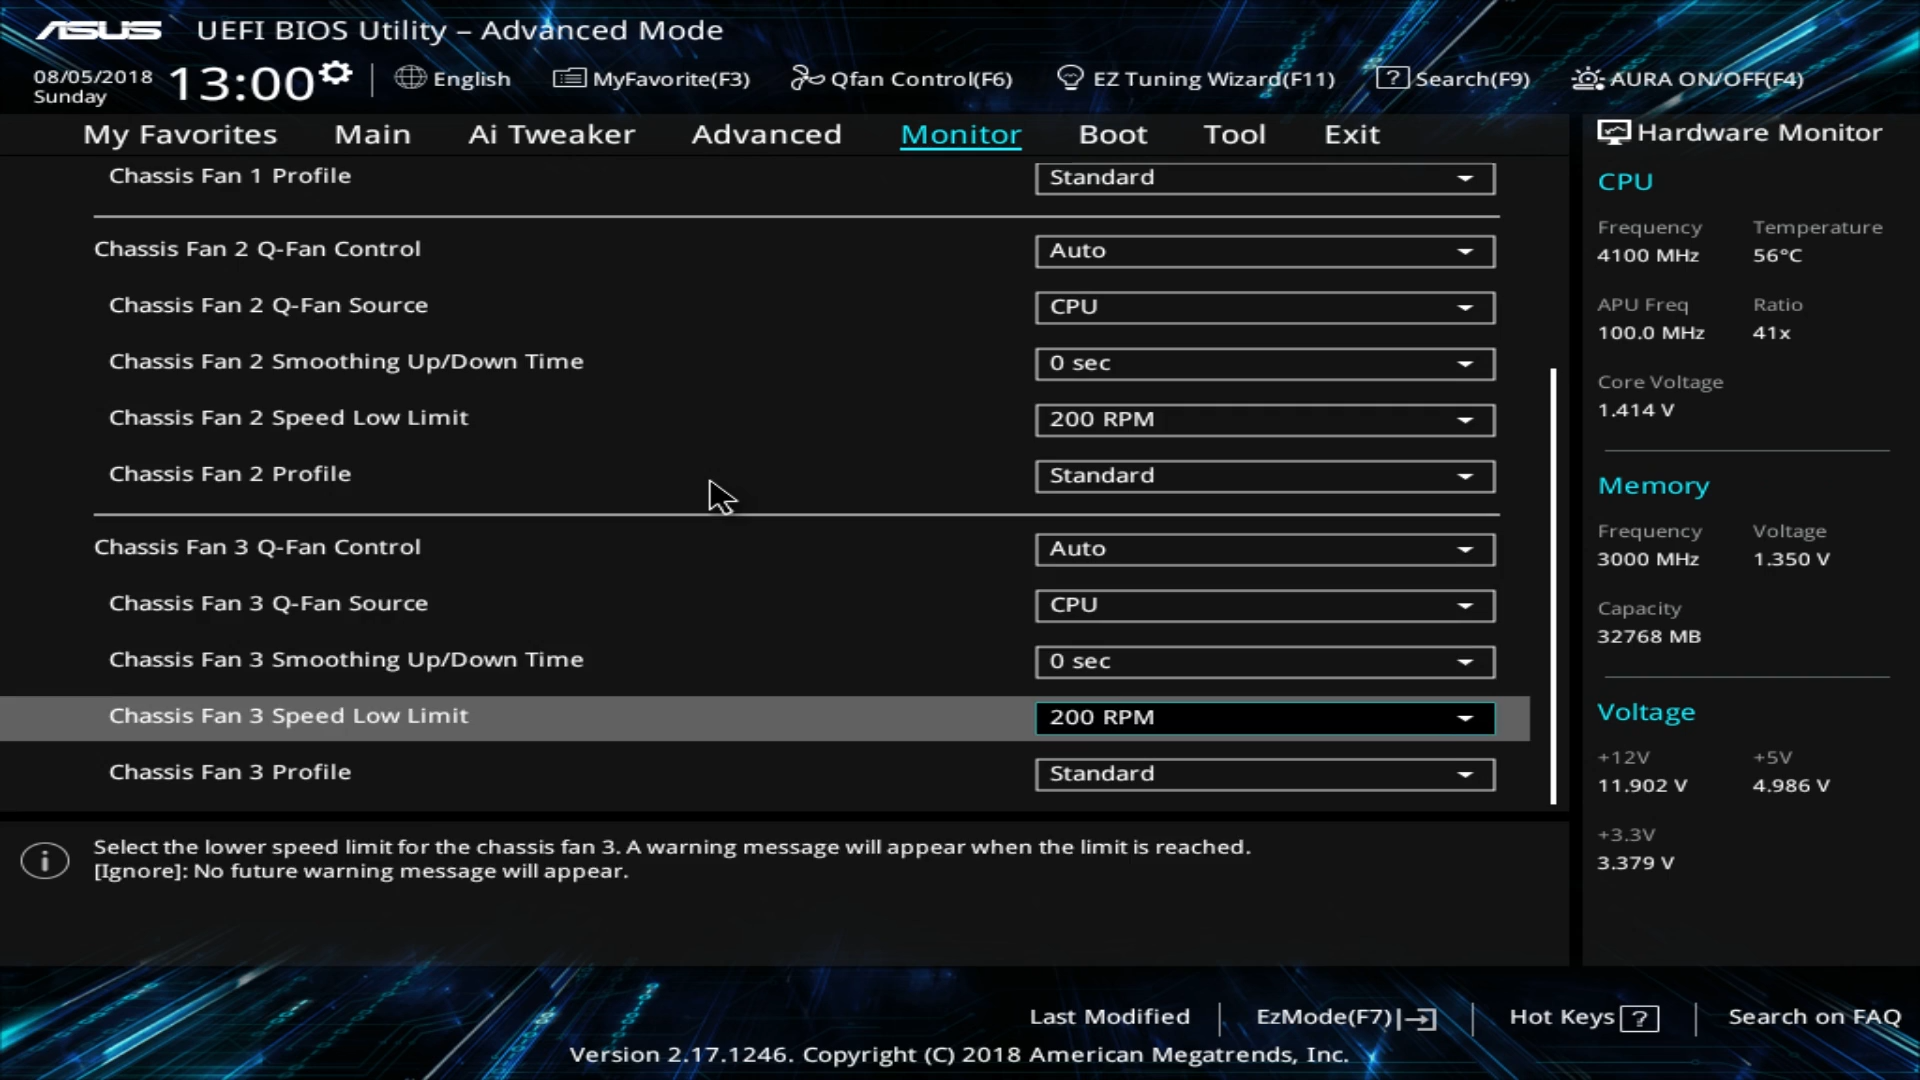 ASUS UEFI BIOS Utility – Advanced Mode
08/05/2018
Sunday
13:00
English
MyFavorite(F3)
Qfan Control(F6)
EZ Tuning Wizard(F11)
? Search(F9)
AURA ON/OFF(F4)
My Favorites Main Ai Tweaker Advanced Monitor Boot Tool Exit
Chassis Fan 1 Profile Standard
Chassis Fan 2 Q-Fan Control Auto
Chassis Fan 2 Q-Fan Source CPU
Chassis Fan 2 Smoothing Up/Down Time 0 sec
Chassis Fan 2 Speed Low Limit 200 RPM
Chassis Fan 2 Profile Standard
Chassis Fan 3 Q-Fan Control Auto
Chassis Fan 3 Q-Fan Source CPU
Chassis Fan 3 Smoothing Up/Down Time 0 sec
Chassis Fan 3 Speed Low Limit 200 RPM
Chassis Fan 3 Profile Standard
i
Select the lower speed limit for the chassis fan 3. A warning message will appear when the limit is reached.
[Ignore]: No future warning message will appear.
Hardware Monitor
CPU
Frequency Temperature
4100 MHz 56°C
APU Freq Ratio
100.0 MHz 41x
Core Voltage
1.414 V
Memory
Frequency Voltage
3000 MHz 1.350 V
Capacity
32768 MB
Voltage
+12V +5V
11.902 V 4.986 V
+3.3V
3.379 V
Last Modified EzMode(F7) Hot Keys ? Search on FAQ
Version 2.17.1246. Copyright (C) 2018 American Megatrends, Inc.